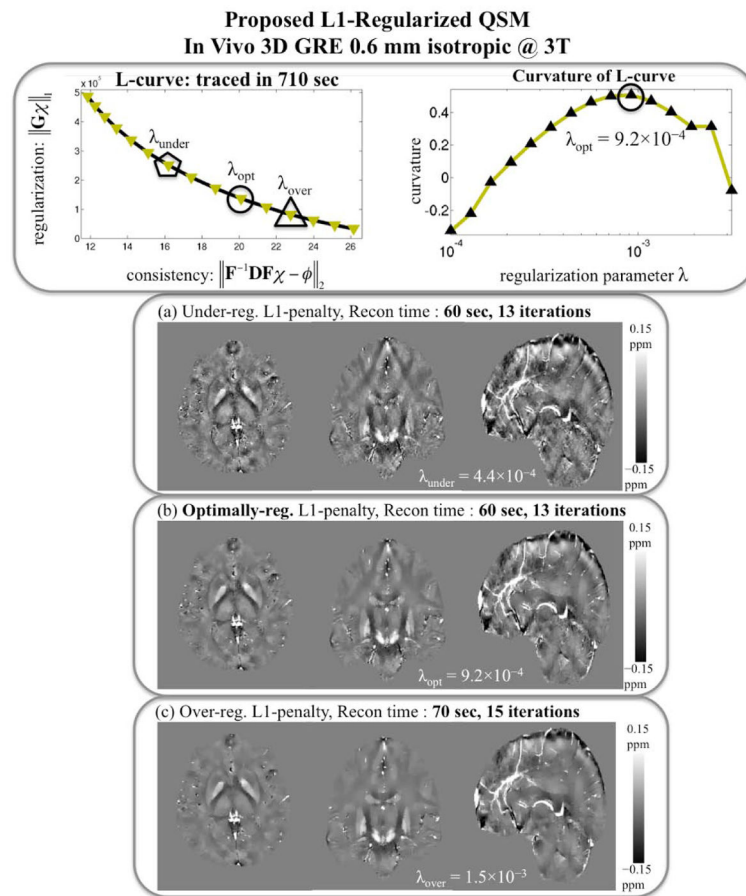 Proposed L1-Regularized QSM
In Vivo 3D GRE 0.6 mm isotropic @ 3T
L-curve: traced in 710 sec
×10⁵
5
4
3
2
1
0
regularization: ‖Gχ‖₁
λunder
λopt
λover
12 14 16 18 20 22 24 26
consistency: ‖F⁻¹DFχ − ϕ‖₂
Curvature of L-curve
0.4
0.2
0
-0.2
curvature
λopt = 9.2×10⁻⁴
10⁻⁴ 10⁻³
regularization parameter λ
(a) Under-reg. L1-penalty, Recon time : 60 sec, 13 iterations
0.15
ppm
λunder = 4.4×10⁻⁴
−0.15
ppm
(b) Optimally-reg. L1-penalty, Recon time : 60 sec, 13 iterations
0.15
ppm
λopt = 9.2×10⁻⁴
−0.15
ppm
(c) Over-reg. L1-penalty, Recon time : 70 sec, 15 iterations
0.15
ppm
λover = 1.5×10⁻³
−0.15
ppm